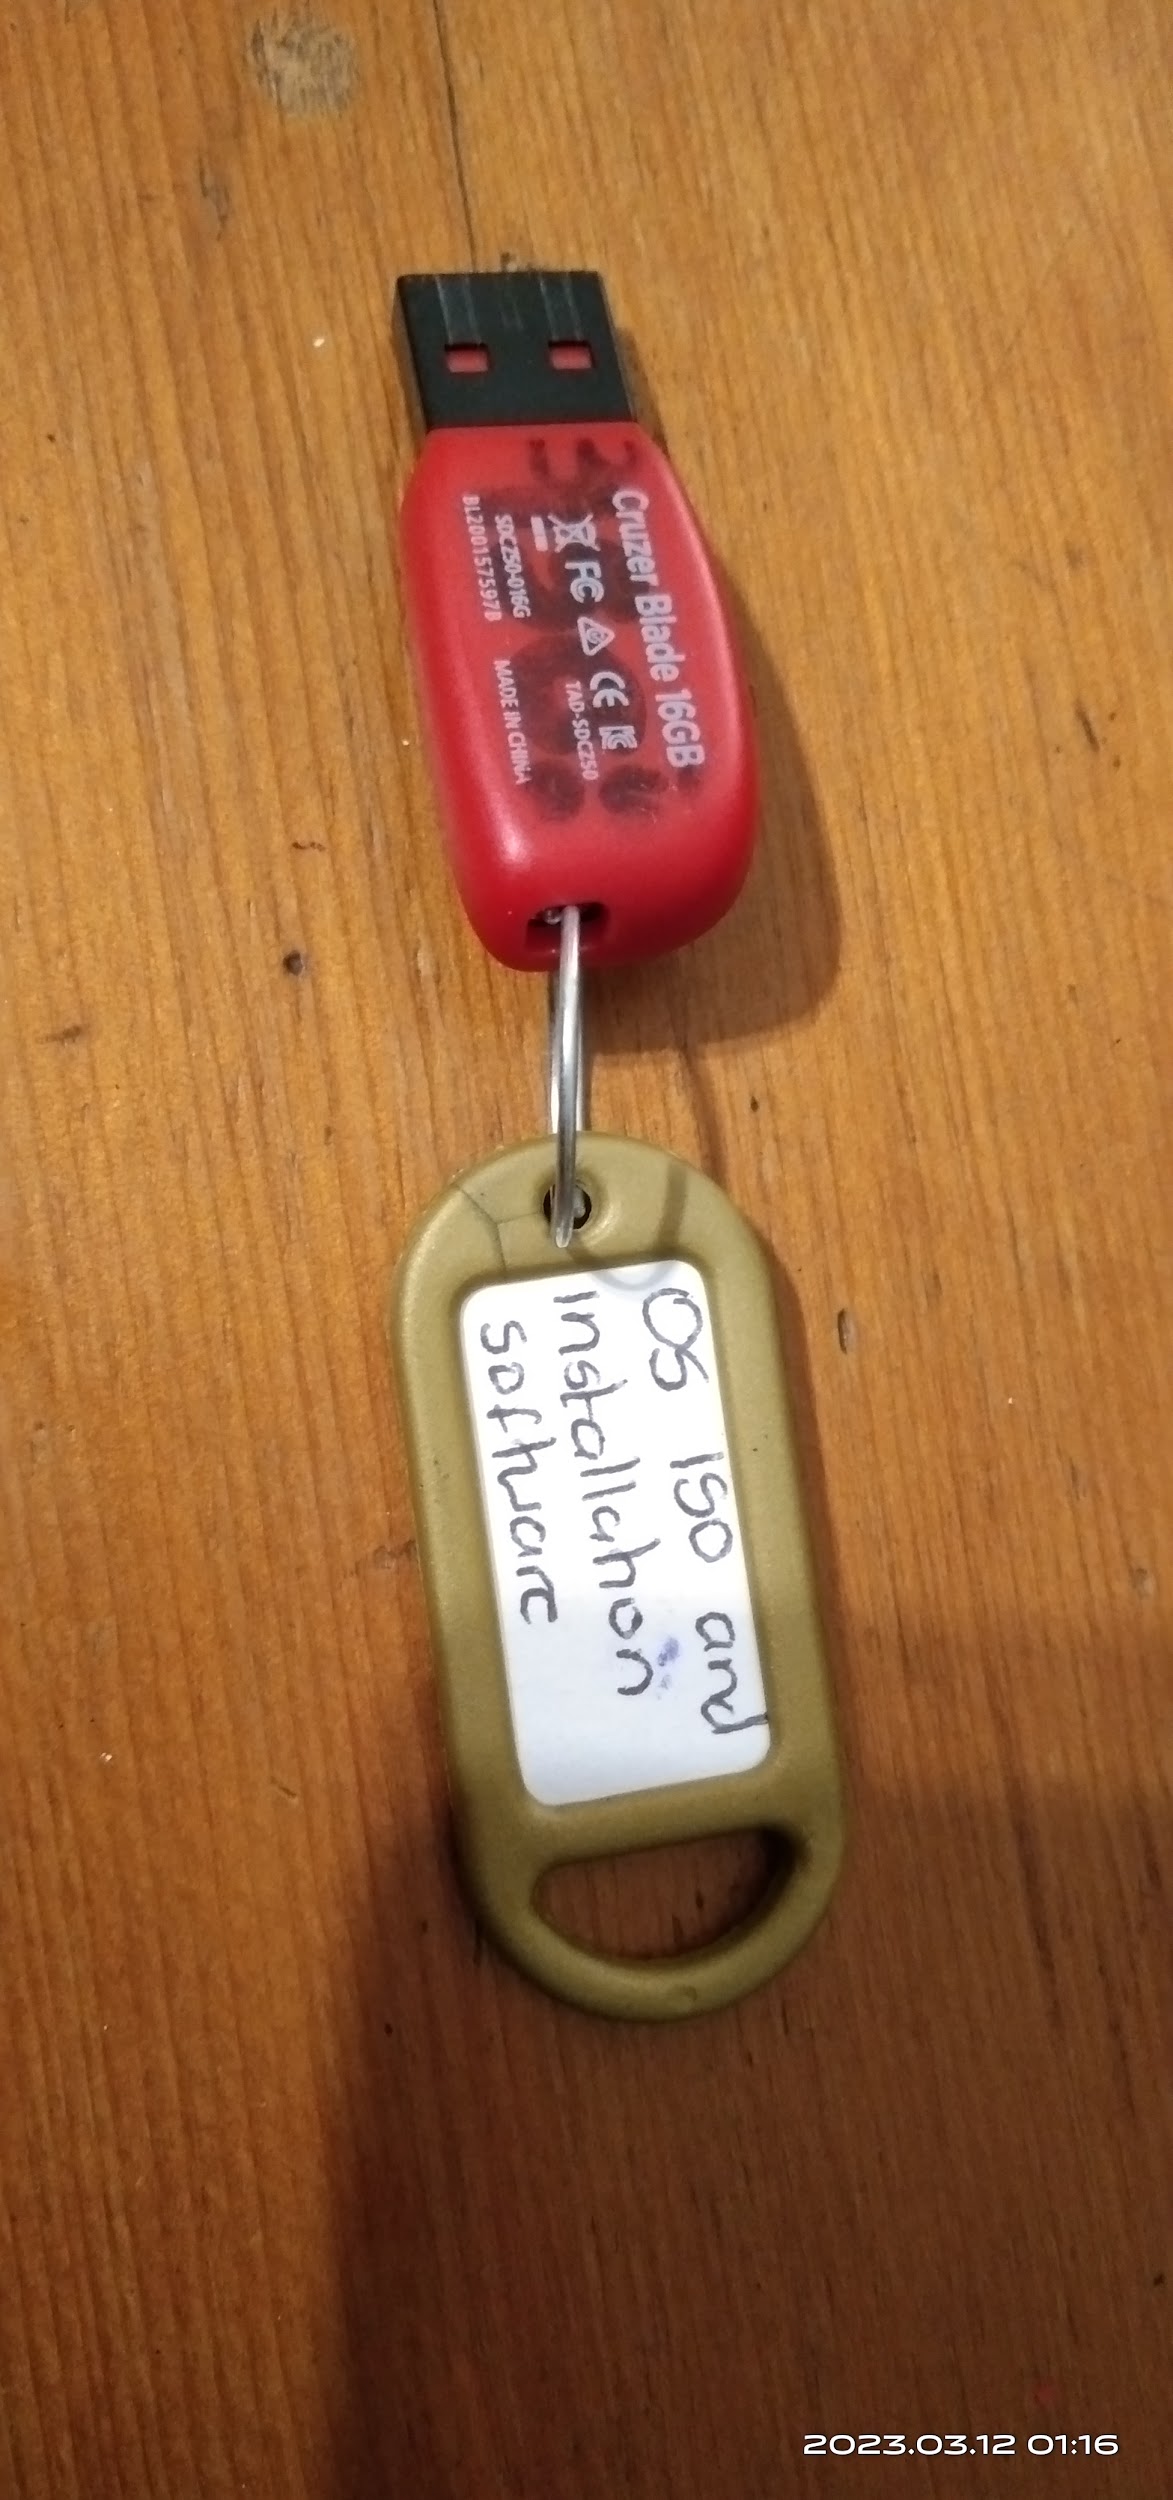 Cruzer Blade 16GB
FC CE
TAD-SDCZ50
SDCZ50-016G MADE IN CHINA
BL200157597B
OS Iso and
Installation
software
2023.03.12 01:16